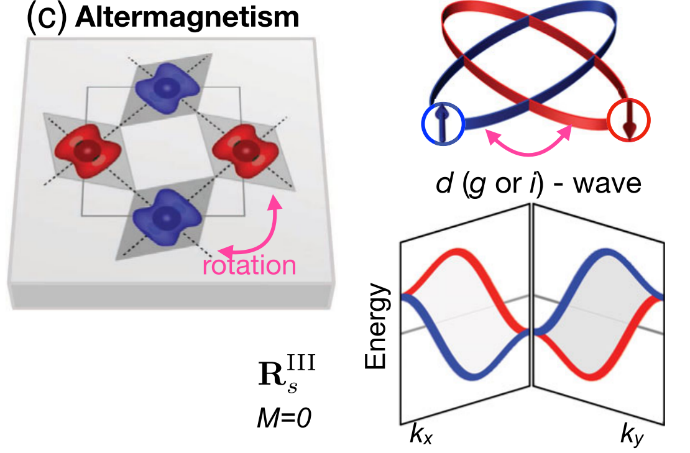 (c) Altermagnetism
rotation
d (g or i) - wave
Energy
R_s^III
M=0
k_x
k_y